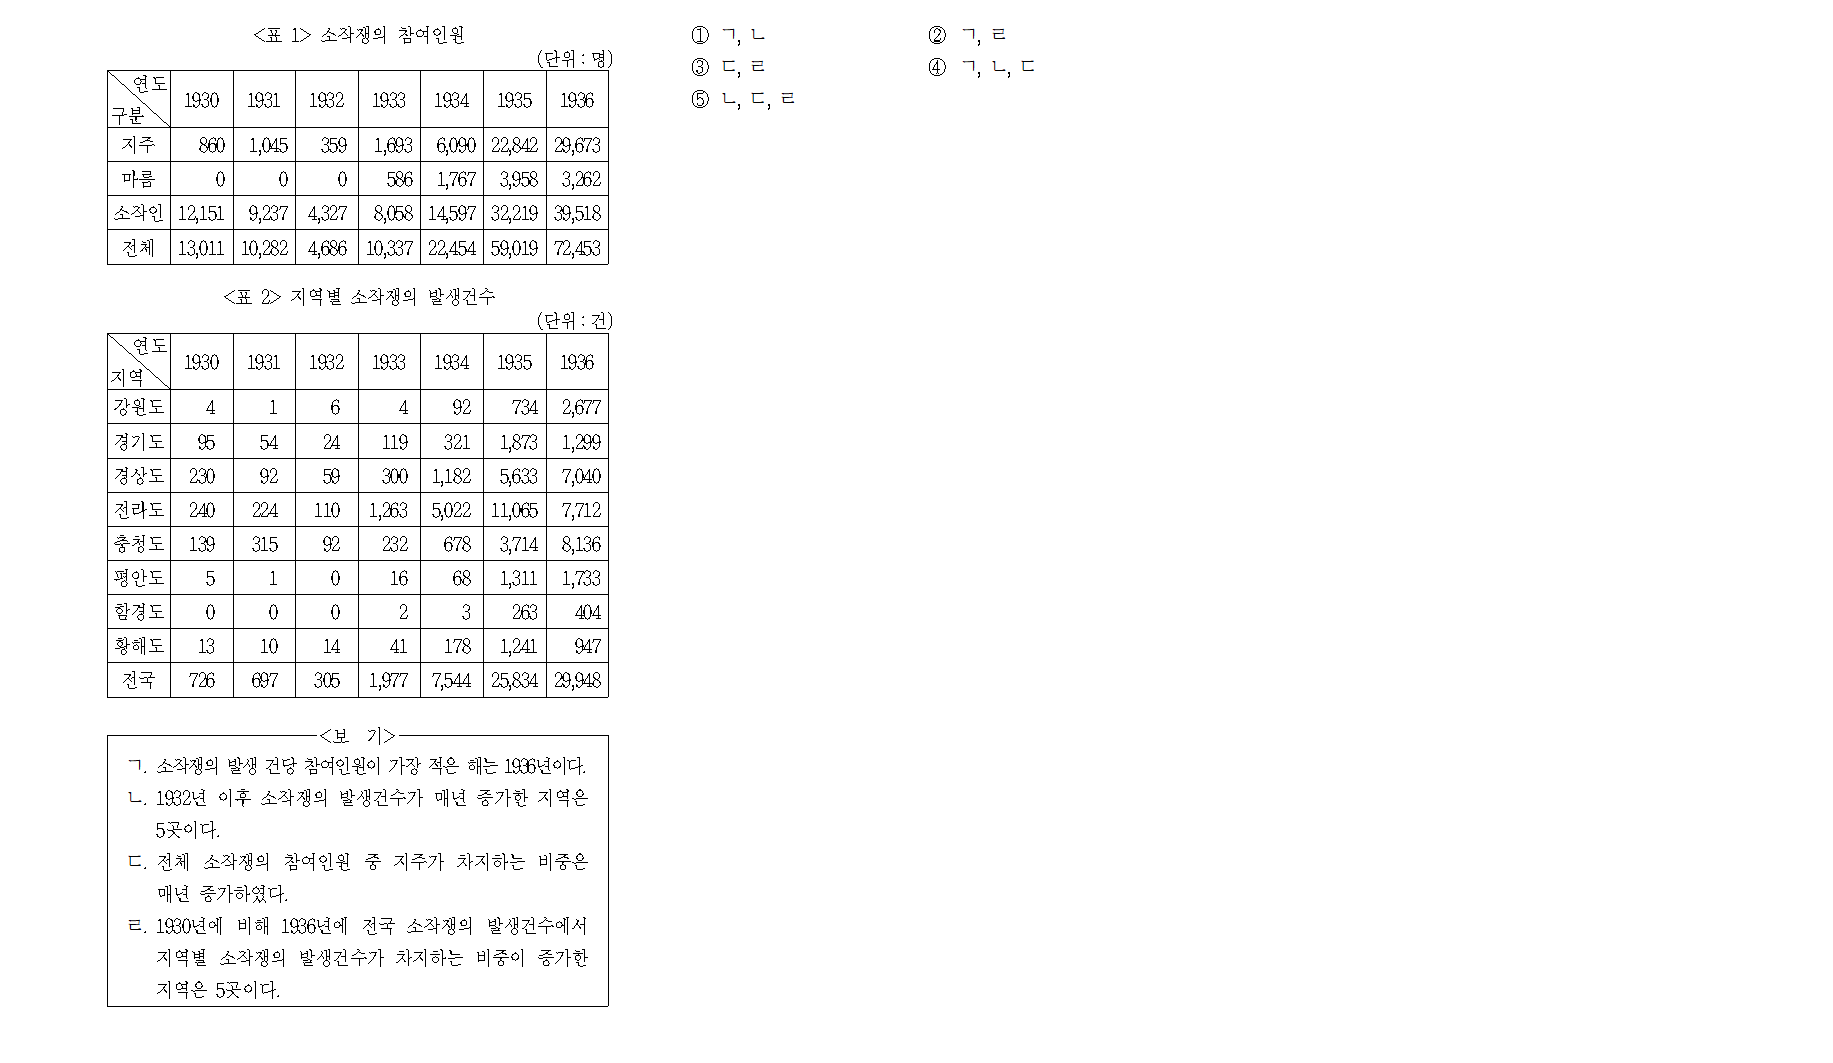 <표 1> 소작쟁의 참여인원
(단위 : 명)
연도
구분
1930 1931 1932 1933 1934 1935 1936
지주 860 1,045 359 1,693 6,090 22,842 29,673
마름 0 0 0 586 1,767 3,958 3,262
소작인 12,151 9,237 4,327 8,058 14,597 32,219 39,518
전체 13,011 10,282 4,686 10,337 22,454 59,019 72,453
<표 2> 지역별 소작쟁의 발생건수
(단위 : 건)
연도
지역
1930 1931 1932 1933 1934 1935 1936
강원도 4 1 6 4 92 734 2,677
경기도 95 54 24 119 321 1,873 1,299
경상도 230 92 59 300 1,182 5,633 7,040
전라도 240 224 110 1,263 5,022 11,065 7,712
충청도 139 315 92 232 678 3,714 8,136
평안도 5 1 0 16 68 1,311 1,733
함경도 0 0 0 2 3 263 404
황해도 13 10 14 41 178 1,241 947
전국 726 697 305 1,977 7,544 25,834 29,948
<보 기>
ㄱ. 소작쟁의 발생 건당 참여인원이 가장 적은 해는 1936년이다.
ㄴ. 1932년 이후 소작쟁의 발생건수가 매년 증가한 지역은
5곳이다.
ㄷ. 전체 소작쟁의 참여인원 중 지주가 차지하는 비중은
매년 증가하였다.
ㄹ. 1930년에 비해 1936년에 전국 소작쟁의 발생건수에서
지역별 소작쟁의 발생건수가 차지하는 비중이 증가한
지역은 5곳이다.
① ㄱ, ㄴ
② ㄱ, ㄹ
③ ㄷ, ㄹ
④ ㄱ, ㄴ, ㄷ
⑤ ㄴ, ㄷ, ㄹ